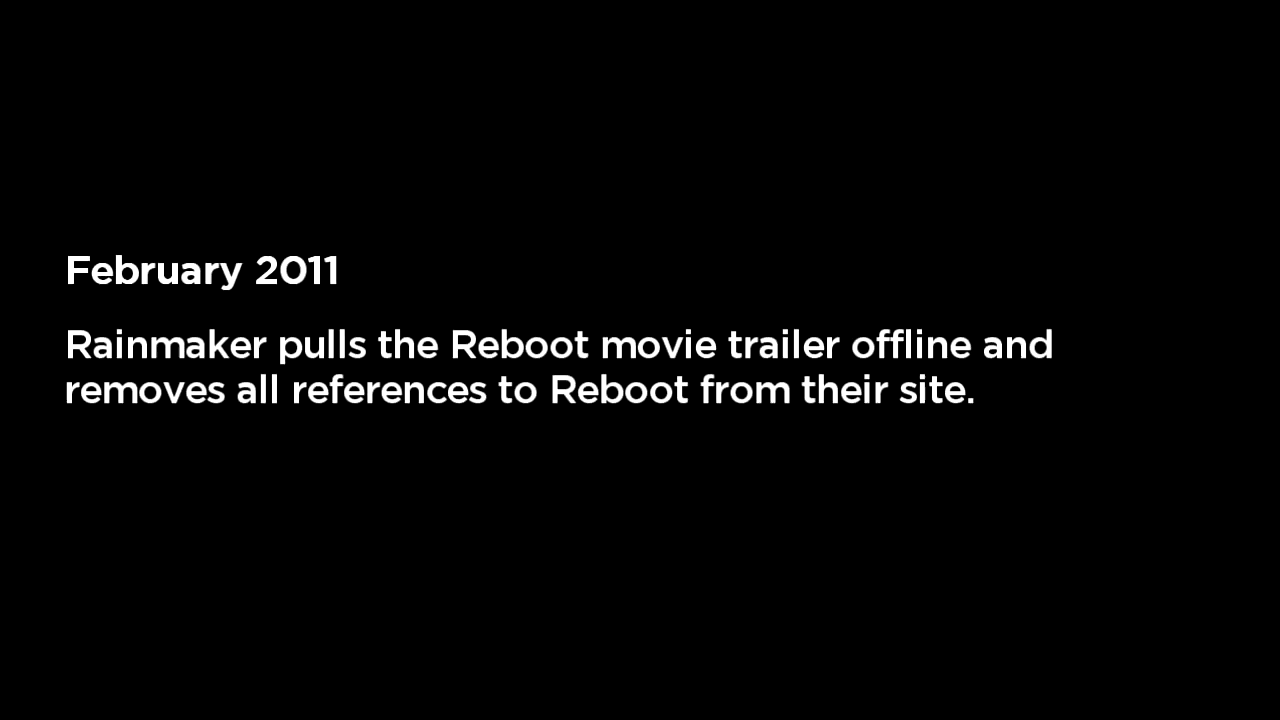 February 2011
Rainmaker pulls the Reboot movie trailer offline and
removes all references to Reboot from their site.